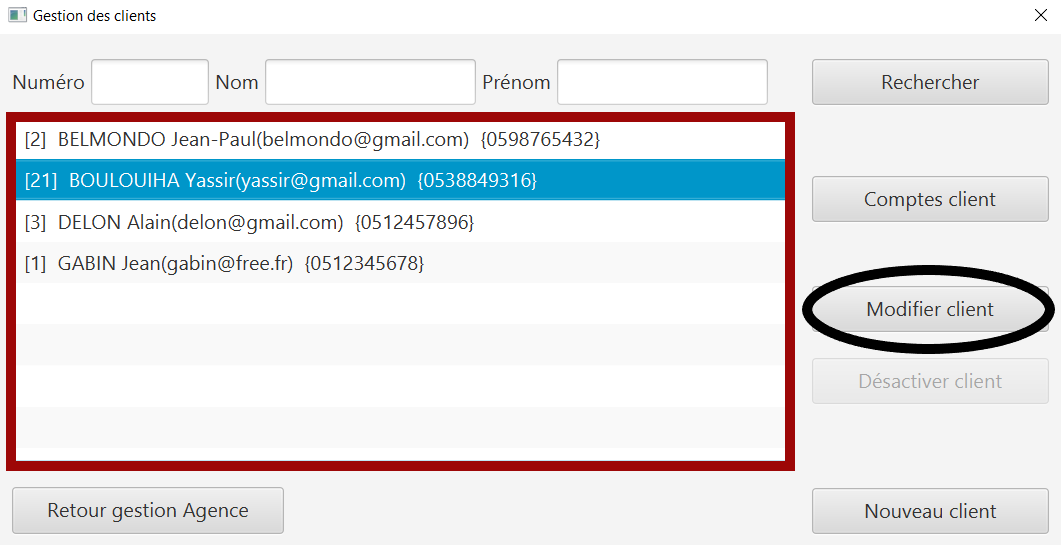 Gestion des clients
Numéro Nom Prénom Rechercher
[2] BELMONDO Jean-Paul(belmondo@gmail.com) {0598765432}
[21] BOULOUIHA Yassir(yassir@gmail.com) {0538849316}
[3] DELON Alain(delon@gmail.com) {0512457896}
[1] GABIN Jean(gabin@free.fr) {0512345678}
Comptes client
Modifier client
Désactiver client
Retour gestion Agence
Nouveau client